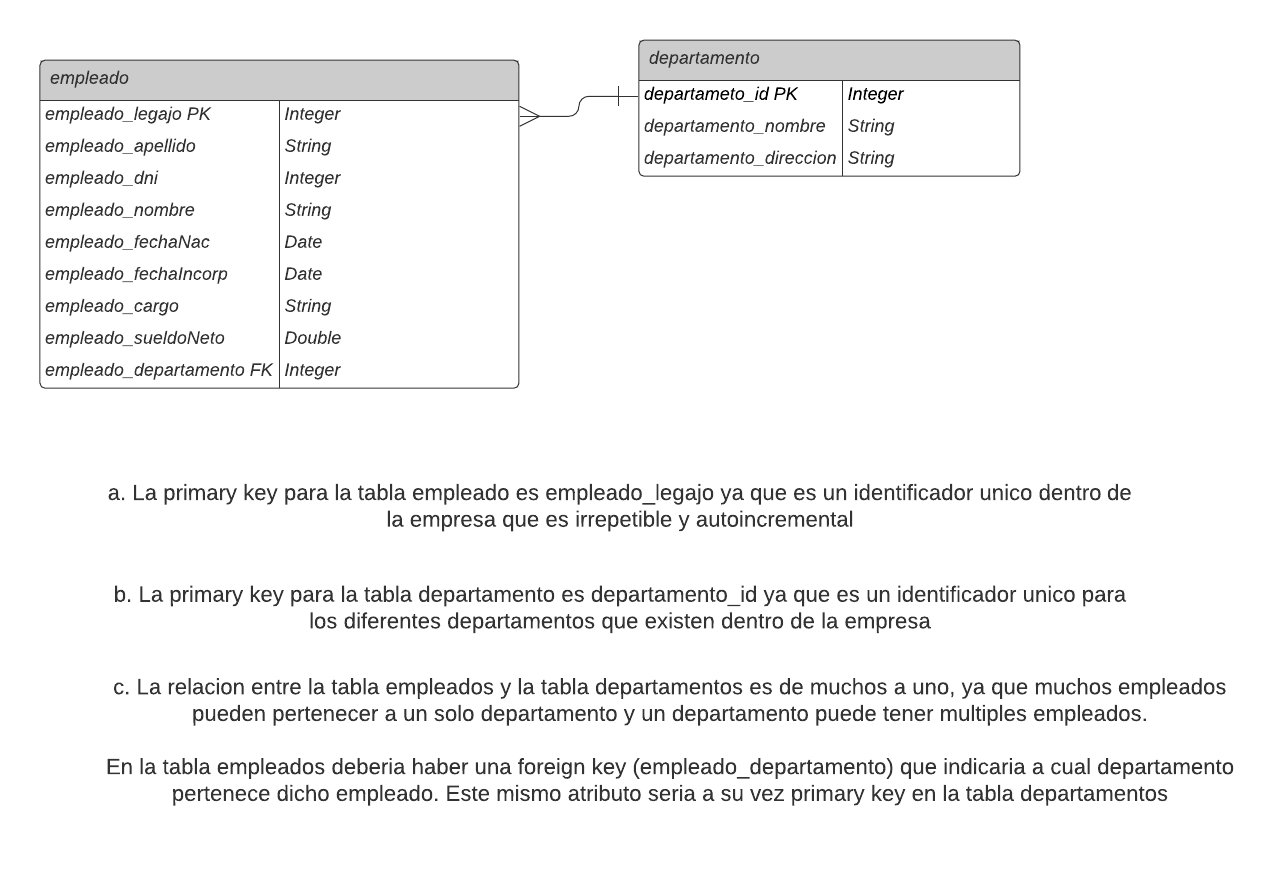 empleado
empleado_legajo PK Integer
empleado_apellido String
empleado_dni Integer
empleado_nombre String
empleado_fechaNac Date
empleado_fechaIncorp Date
empleado_cargo String
empleado_sueldoNeto Double
empleado_departamento FK Integer
departamento
departameto_id PK Integer
departamento_nombre String
departamento_direccion String
a. La primary key para la tabla empleado es empleado_legajo ya que es un identificador unico dentro de
la empresa que es irrepetible y autoincremental
b. La primary key para la tabla departamento es departamento_id ya que es un identificador unico para
los diferentes departamentos que existen dentro de la empresa
c. La relacion entre la tabla empleados y la tabla departamentos es de muchos a uno, ya que muchos empleados
pueden pertenecer a un solo departamento y un departamento puede tener multiples empleados.
En la tabla empleados deberia haber una foreign key (empleado_departamento) que indicaria a cual departamento
pertenece dicho empleado. Este mismo atributo seria a su vez primary key en la tabla departamentos